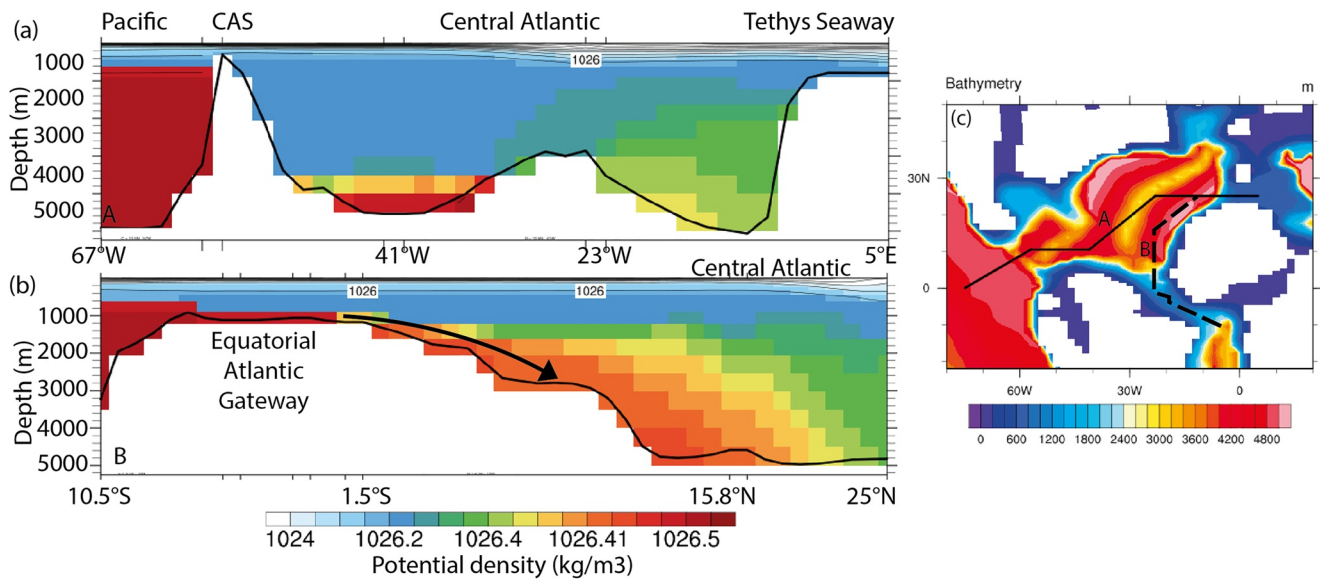 (a)
Pacific CAS Central Atlantic Tethys Seaway
1026
1000
2000
3000
4000
5000
Depth (m)
A
67°W 41°W 23°W 5°E
(b)
Central Atlantic
1026 1026
1000
2000
3000
4000
5000
Depth (m)
Equatorial
Atlantic
Gateway
B
10.5°S 1.5°S 15.8°N 25°N
1024 1026.2 1026.4 1026.41 1026.5
Potential density (kg/m3)
Bathymetry m
(c)
30N
0
A
B
60W 30W 0
0 600 1200 1800 2400 3000 3600 4200 4800